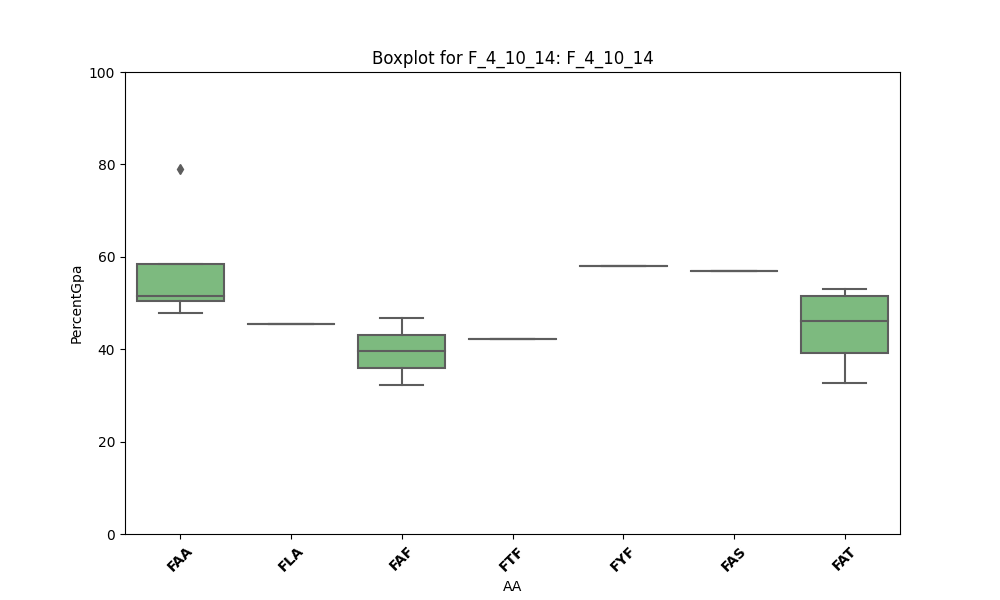 Boxplot for F_4_10_14: F_4_10_14
PercentGpa
100
80
60
40
20
0
FAA
FLA
FAF
FTF
FYF
FAS
FAT
AA